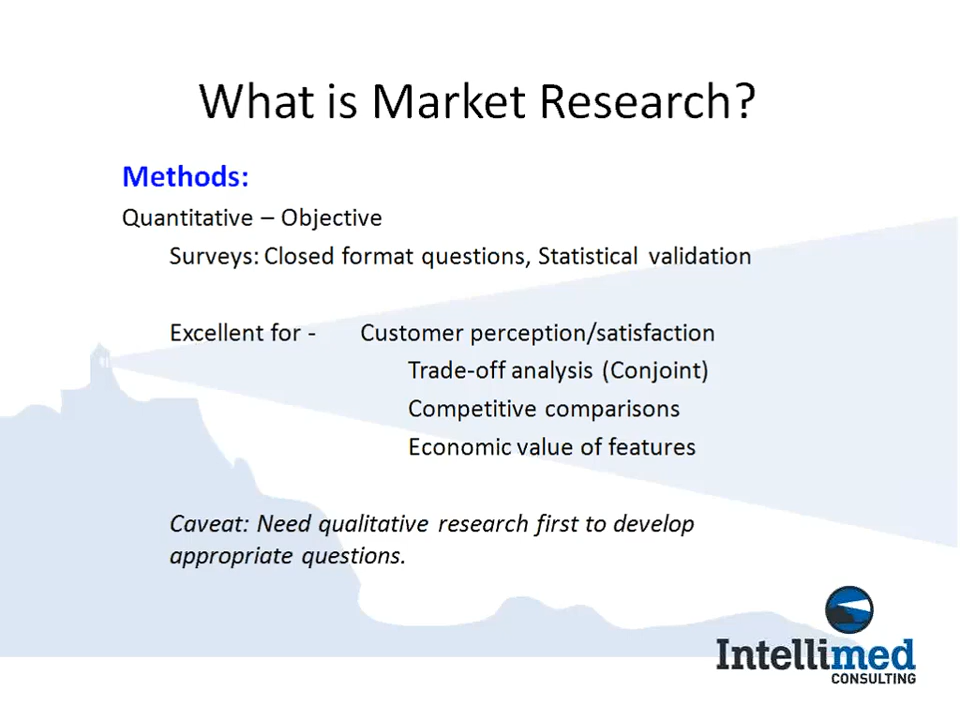 What is Market Research?
Methods:
Quantitative – Objective
Surveys: Closed format questions, Statistical validation
Excellent for - Customer perception/satisfaction
Trade-off analysis (Conjoint)
Competitive comparisons
Economic value of features
Caveat: Need qualitative research first to develop
appropriate questions.
Intellimed
CONSULTING